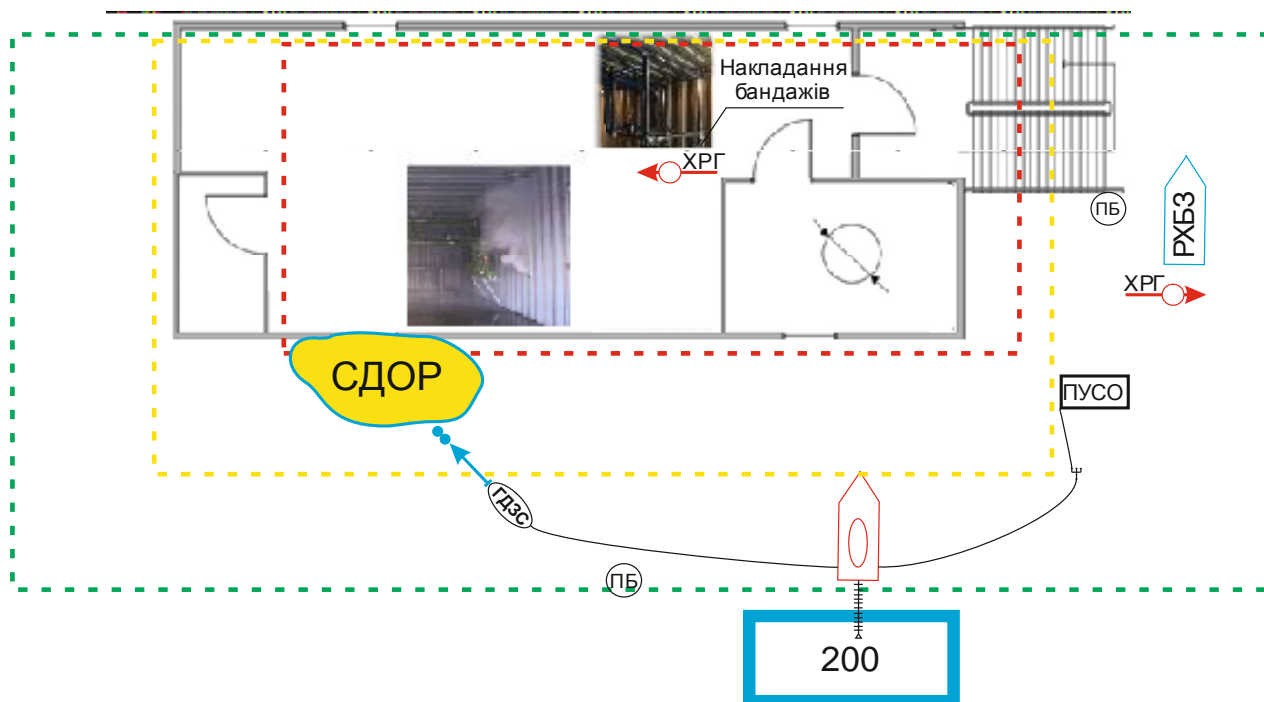 Накладання
бандажів
ХРГ
ПБ
РХБЗ
ХРГ
СДОР
ПУСО
ГДЗС
ПБ
200